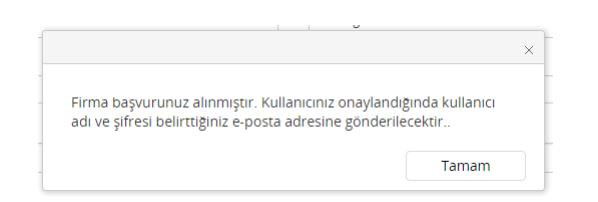 Firma başvurunuz alınmıştır. Kullanıcınız onaylandığında kullanıcı
adı ve şifresi belirttiğiniz e-posta adresine gönderilecektir..
Tamam